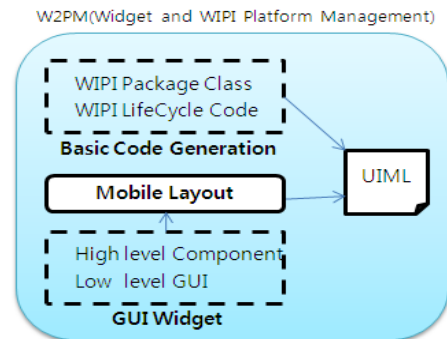 W2PM(Widget and WIPI Platform Management)
WIPI Package Class
WIPI LifeCycle Code
Basic Code Generation
UIML
Mobile Layout
High level Component
Low level GUI
GUI Widget